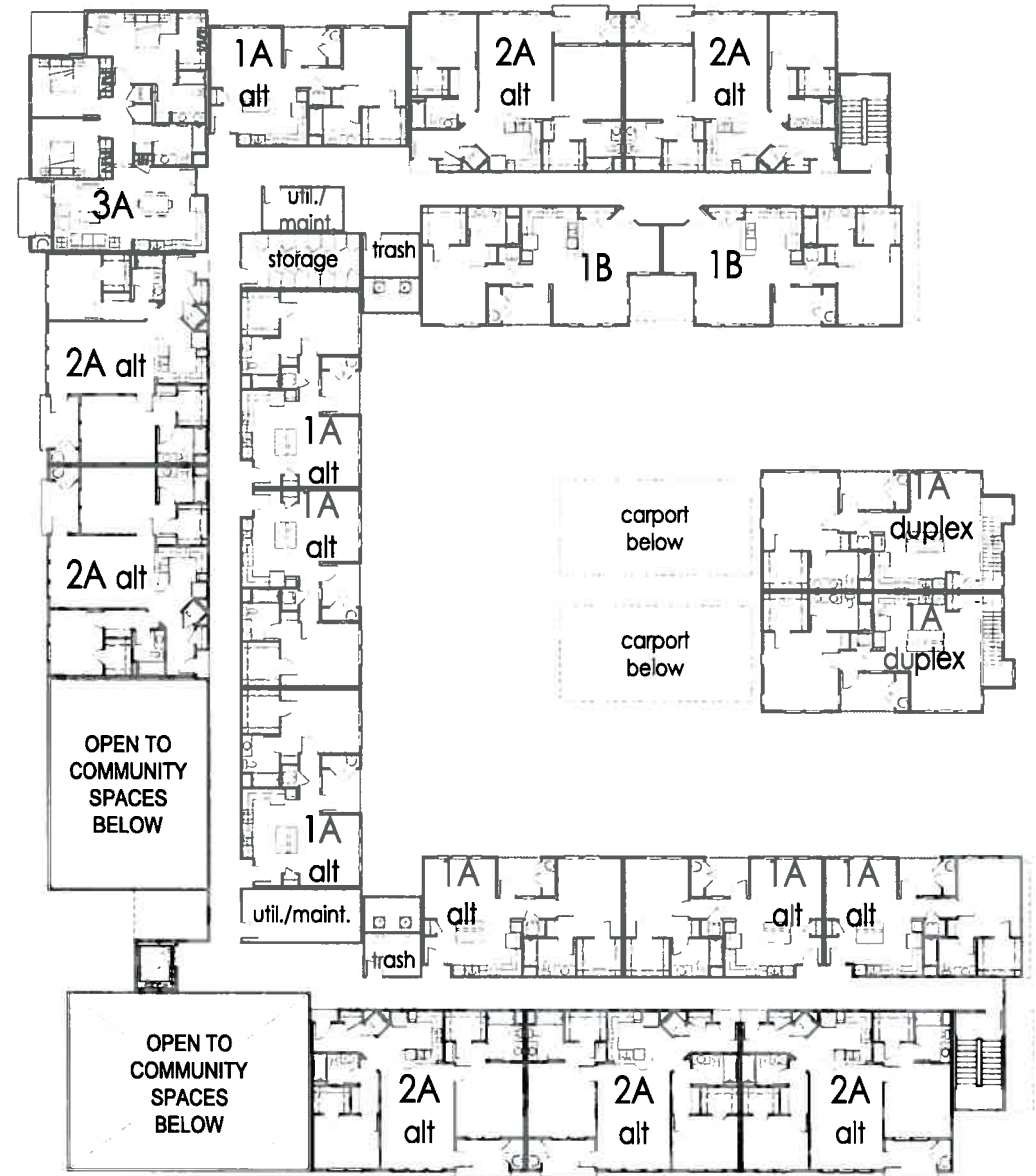 1A
alt
2A
alt
2A
alt
3A
util./
maint.
storage
trash
1B
1B
2A alt
1A
alt
1A
alt
2A alt
carport
below
1A
duplex
carport
below
1A
duplex
OPEN TO
COMMUNITY
SPACES
BELOW
1A
alt
util./maint.
trash
1A
alt
1A
alt
1A
alt
OPEN TO
COMMUNITY
SPACES
BELOW
2A
alt
2A
alt
2A
alt